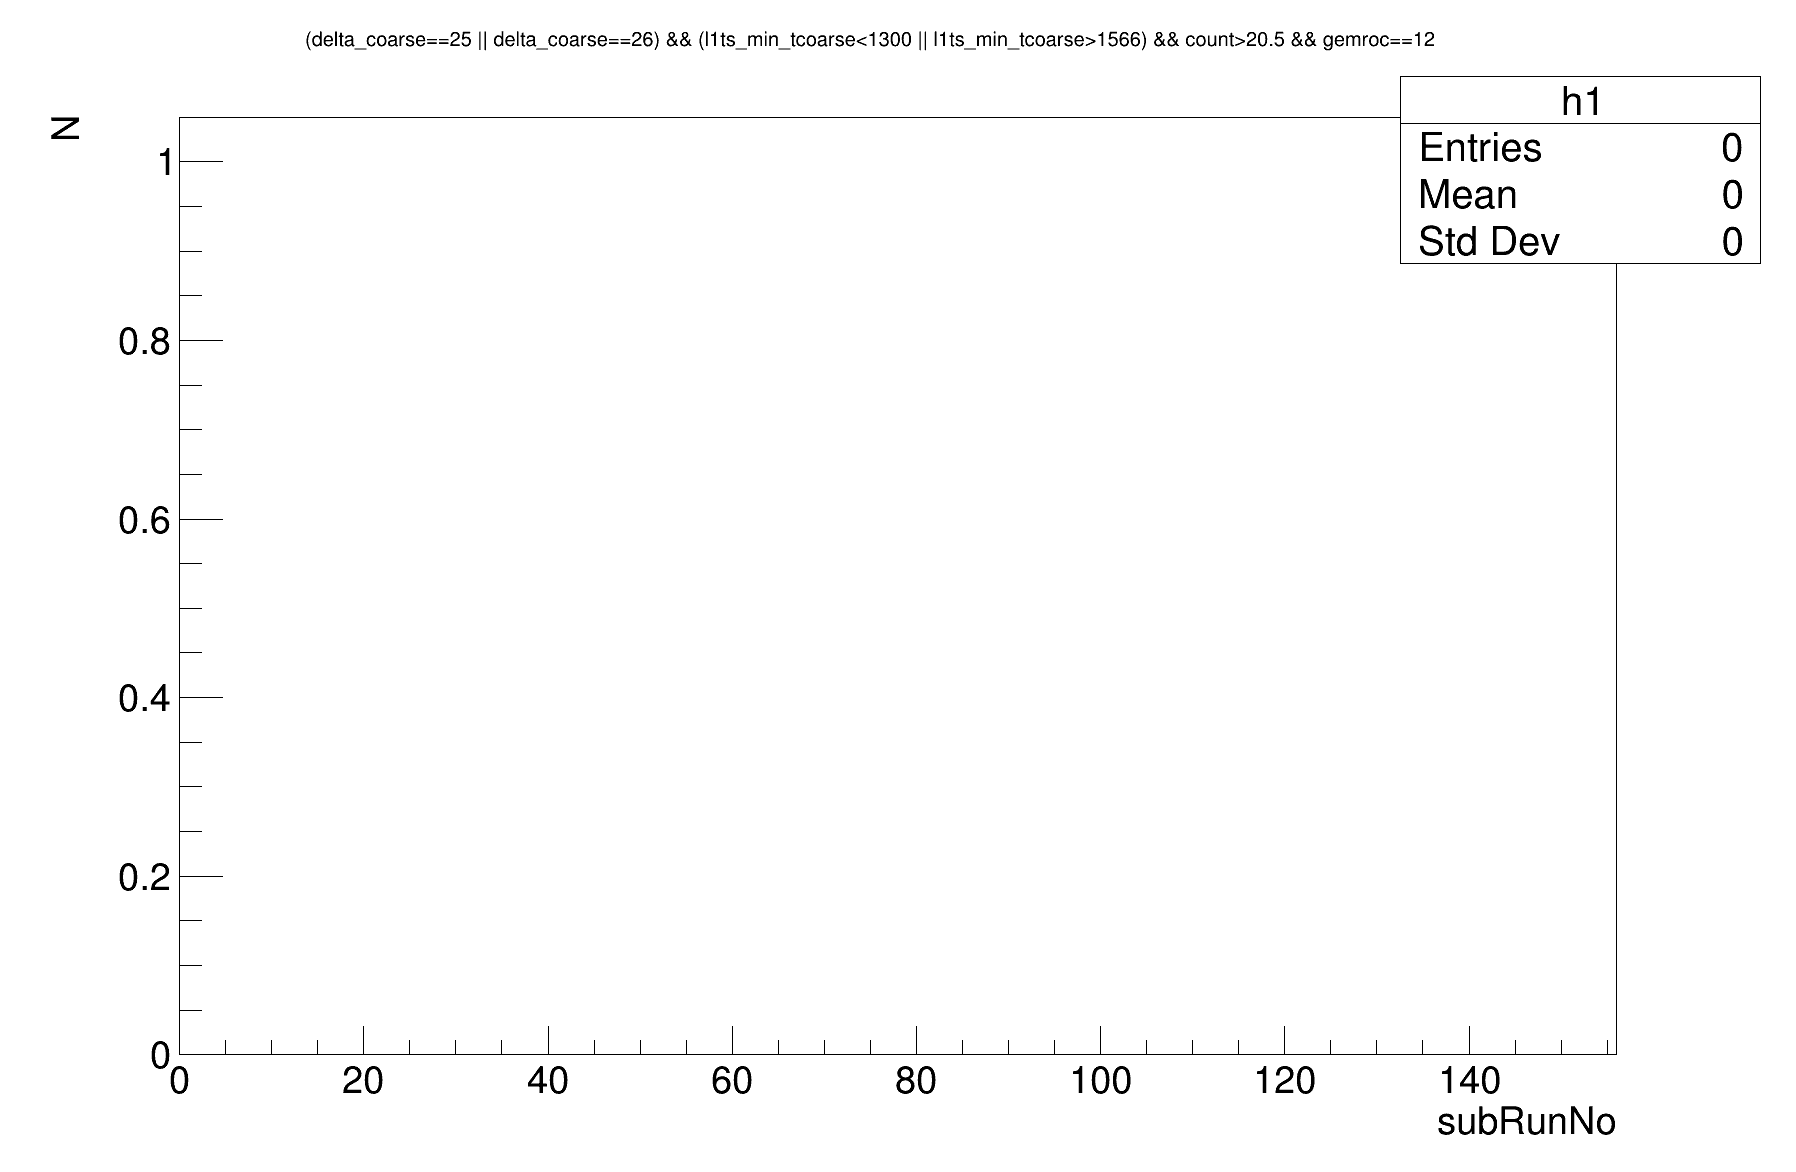 (delta_coarse==25 || delta_coarse==26) && (l1ts_min_tcoarse<1300 || l1ts_min_tcoarse>1566) && count>20.5 && gemroc==12
h1
Entries 0
Mean 0
Std Dev 0
N
1
0.8
0.6
0.4
0.2
0
0 20 40 60 80 100 120 140
subRunNo